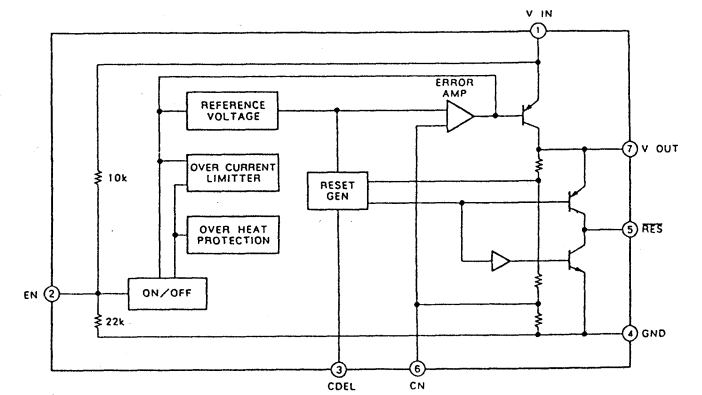 V IN
1
ERROR
AMP
REFERENCE
VOLTAGE
7 V OUT
OVER CURRENT
LIMITTER
10k
RESET
GEN
OVER HEAT
PROTECTION
5 RES
EN 2
ON/OFF
22k
4 GND
3
CDEL
6
CN